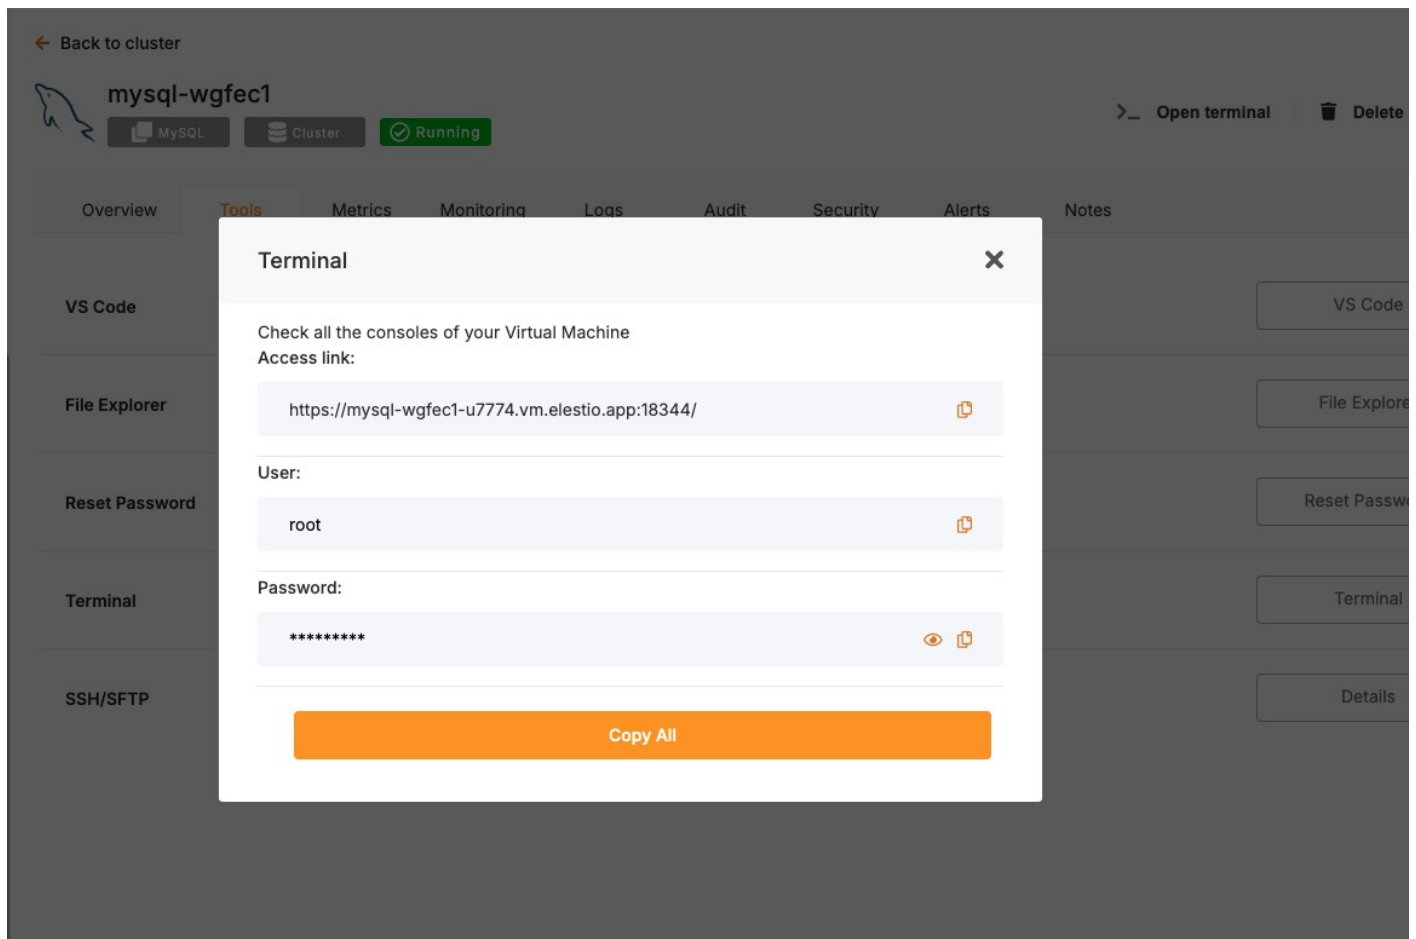 Back to cluster
mysql-wgfec1
MySQL Cluster Running
>_ Open terminal Delete
Overview Tools Metrics Monitoring Logs Audit Security Alerts Notes
Terminal
Check all the consoles of your Virtual Machine
Access link:
https://mysql-wgfec1-u7774.vm.elestio.app:18344/
User:
root
Password:
*********
Copy All
VS Code VS Code
File Explorer File Explore
Reset Password Reset Passw
Terminal Terminal
SSH/SFTP Details